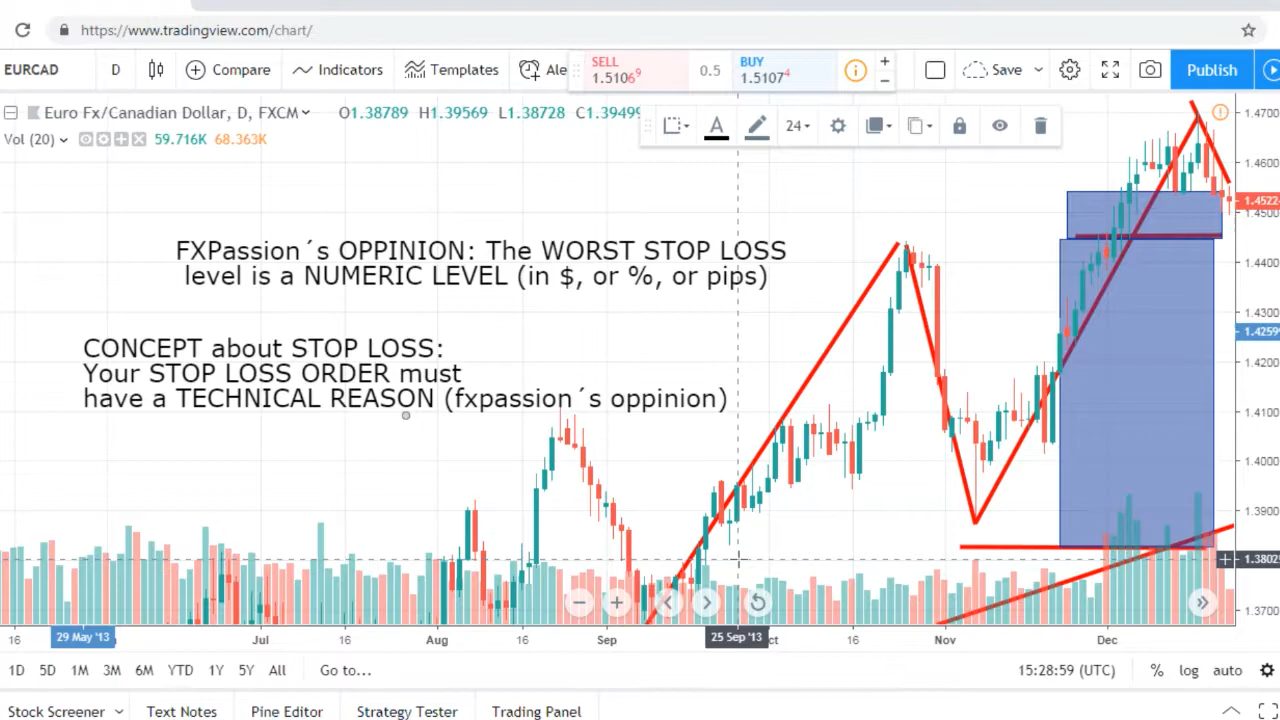 https://www.tradingview.com/chart/
EURCAD D Compare Indicators Templates Ale SELL 1.51069 0.5 BUY 1.51074 Save Publish
Euro Fx/Canadian Dollar, D, FXCM O1.38789 H1.39569 L1.38728 C1.39499
24
Vol (20) 59.716K 68.363K
FXPassion´s OPPINION: The WORST STOP LOSS
level is a NUMERIC LEVEL (in $, or %, or pips)
CONCEPT about STOP LOSS:
Your STOP LOSS ORDER must
have a TECHNICAL REASON (fxpassion´s oppinion)
1.4700
1.4600
1.4522
1.4500
1.4400
1.4300
1.4259
1.4200
1.4100
1.4000
1.3900
1.3802
1.3700
16 29 May '13 Jul 16 Aug 16 Sep 25 Sep '13 ct 16 Nov 16 Dec
1D 5D 1M 3M 6M YTD 1Y 5Y All Go to... 15:28:59 (UTC) % log auto
Stock Screener Text Notes Pine Editor Strategy Tester Trading Panel